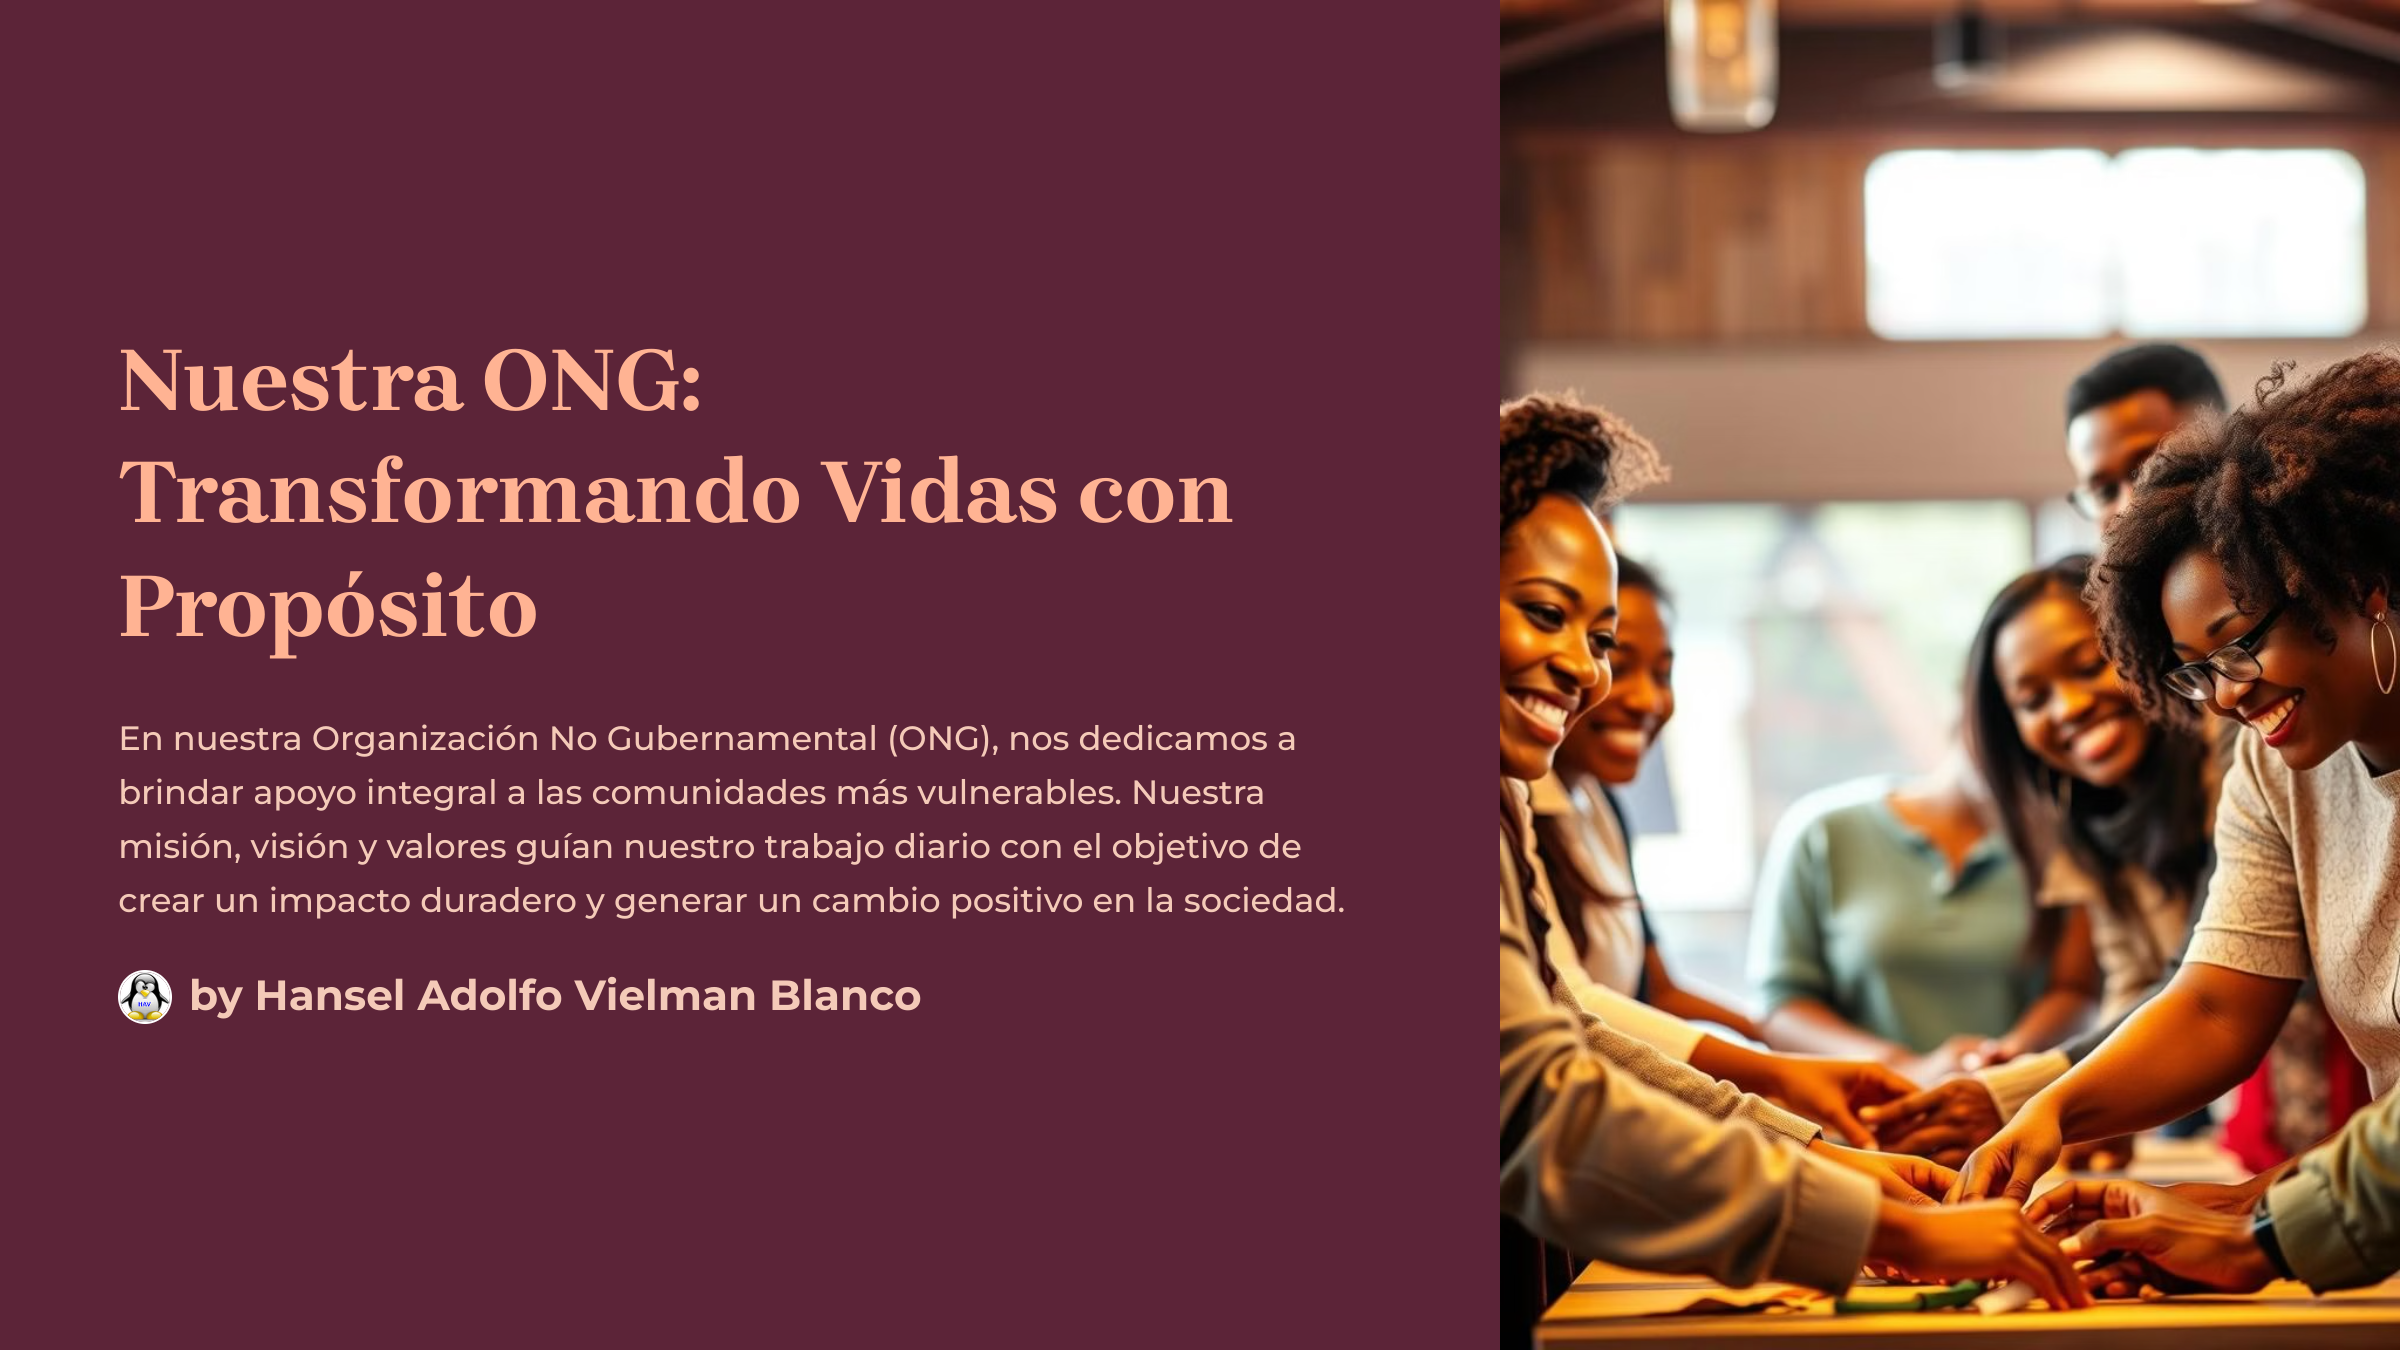 Nuestra ONG:
Transformando Vidas con
Propósito
En nuestra Organización No Gubernamental (ONG), nos dedicamos a
brindar apoyo integral a las comunidades más vulnerables. Nuestra
misión, visión y valores guían nuestro trabajo diario con el objetivo de
crear un impacto duradero y generar un cambio positivo en la sociedad.
HAV
by Hansel Adolfo Vielman Blanco